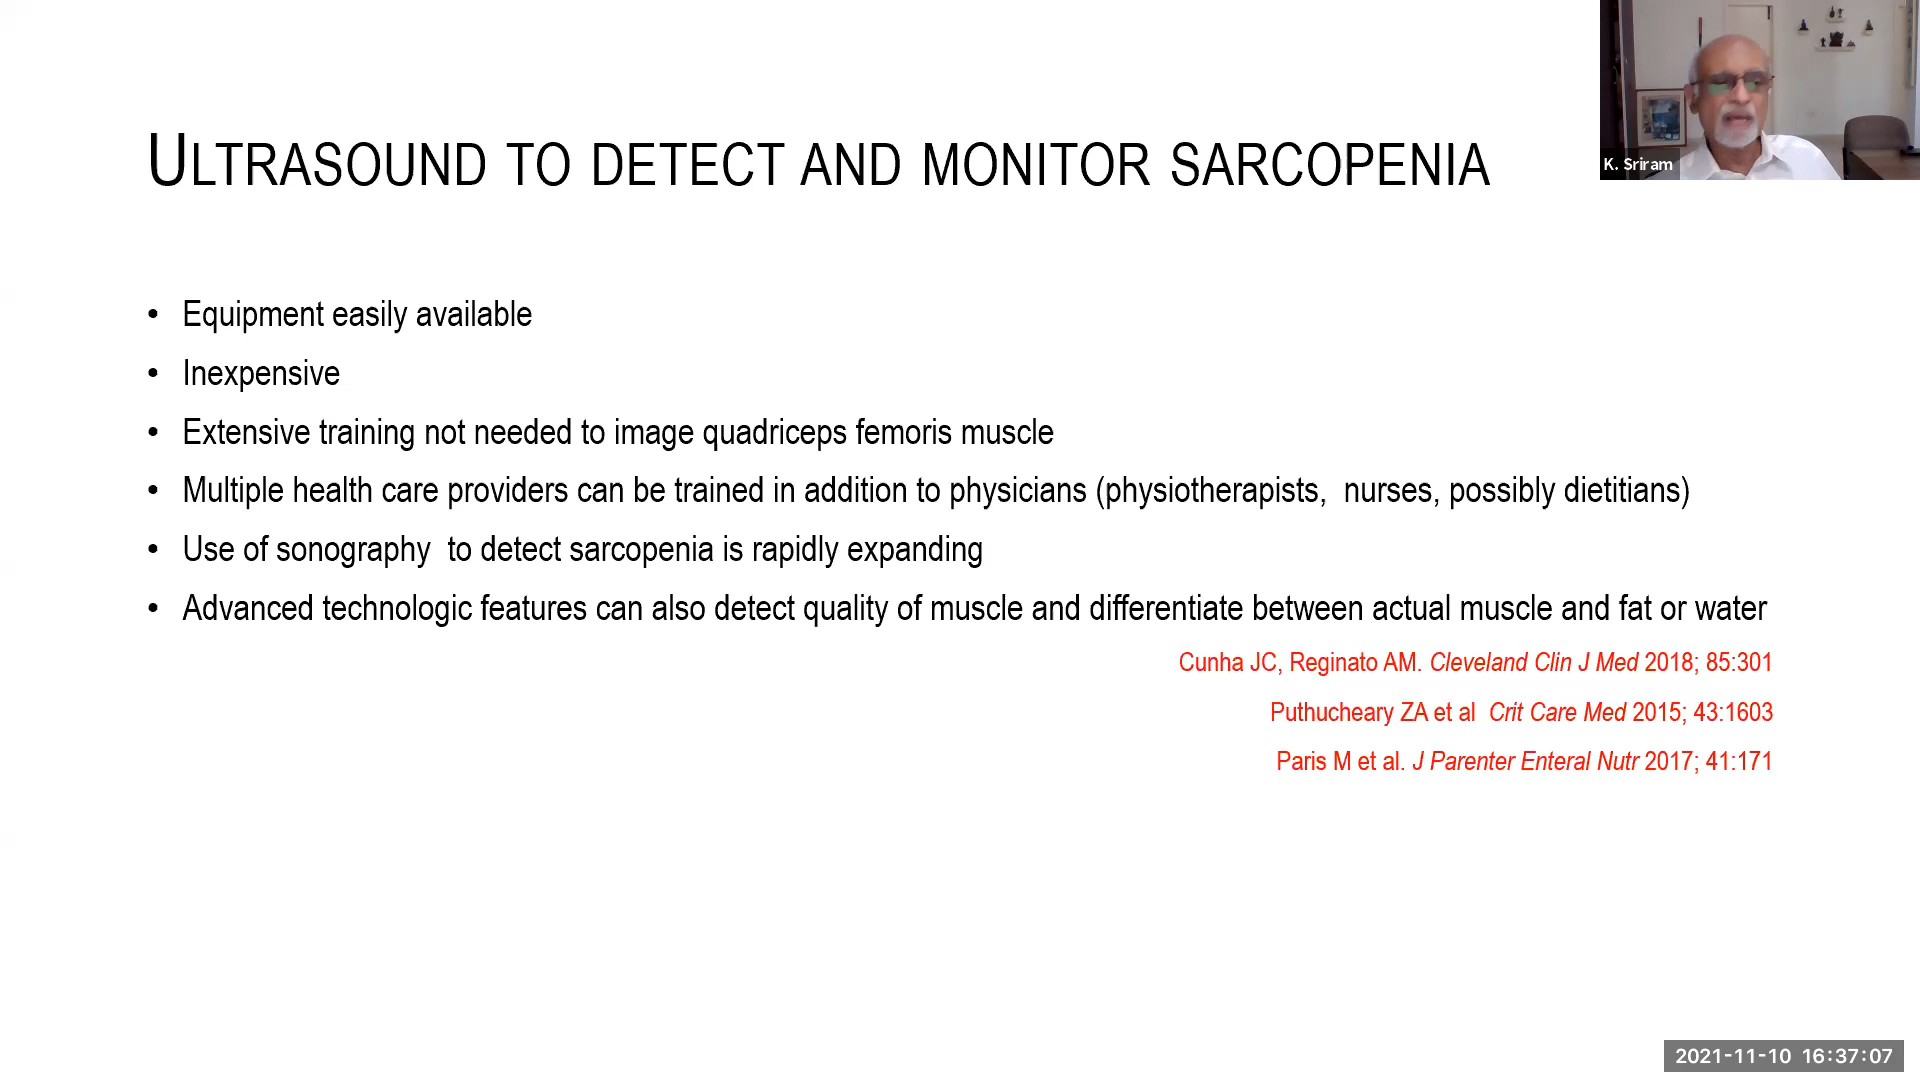 ULTRASOUND TO DETECT AND MONITOR SARCOPENIA
K. Sriram
• Equipment easily available
• Inexpensive
• Extensive training not needed to image quadriceps femoris muscle
• Multiple health care providers can be trained in addition to physicians (physiotherapists,  nurses, possibly dietitians)
• Use of sonography  to detect sarcopenia is rapidly expanding
• Advanced technologic features can also detect quality of muscle and differentiate between actual muscle and fat or water
Cunha JC, Reginato AM. Cleveland Clin J Med 2018; 85:301
Puthucheary ZA et al  Crit Care Med 2015; 43:1603
Paris M et al. J Parenter Enteral Nutr 2017; 41:171
2021-11-10 16:37:07